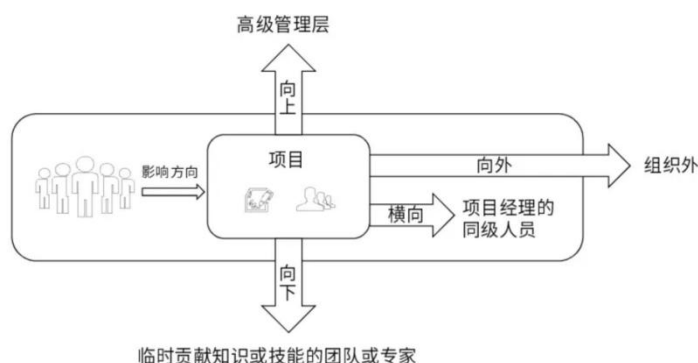 高级管理层
向上
项目
影响方向
向外
组织外
横向
项目经理的
同级人员
向下
临时贡献知识或技能的团队或专家